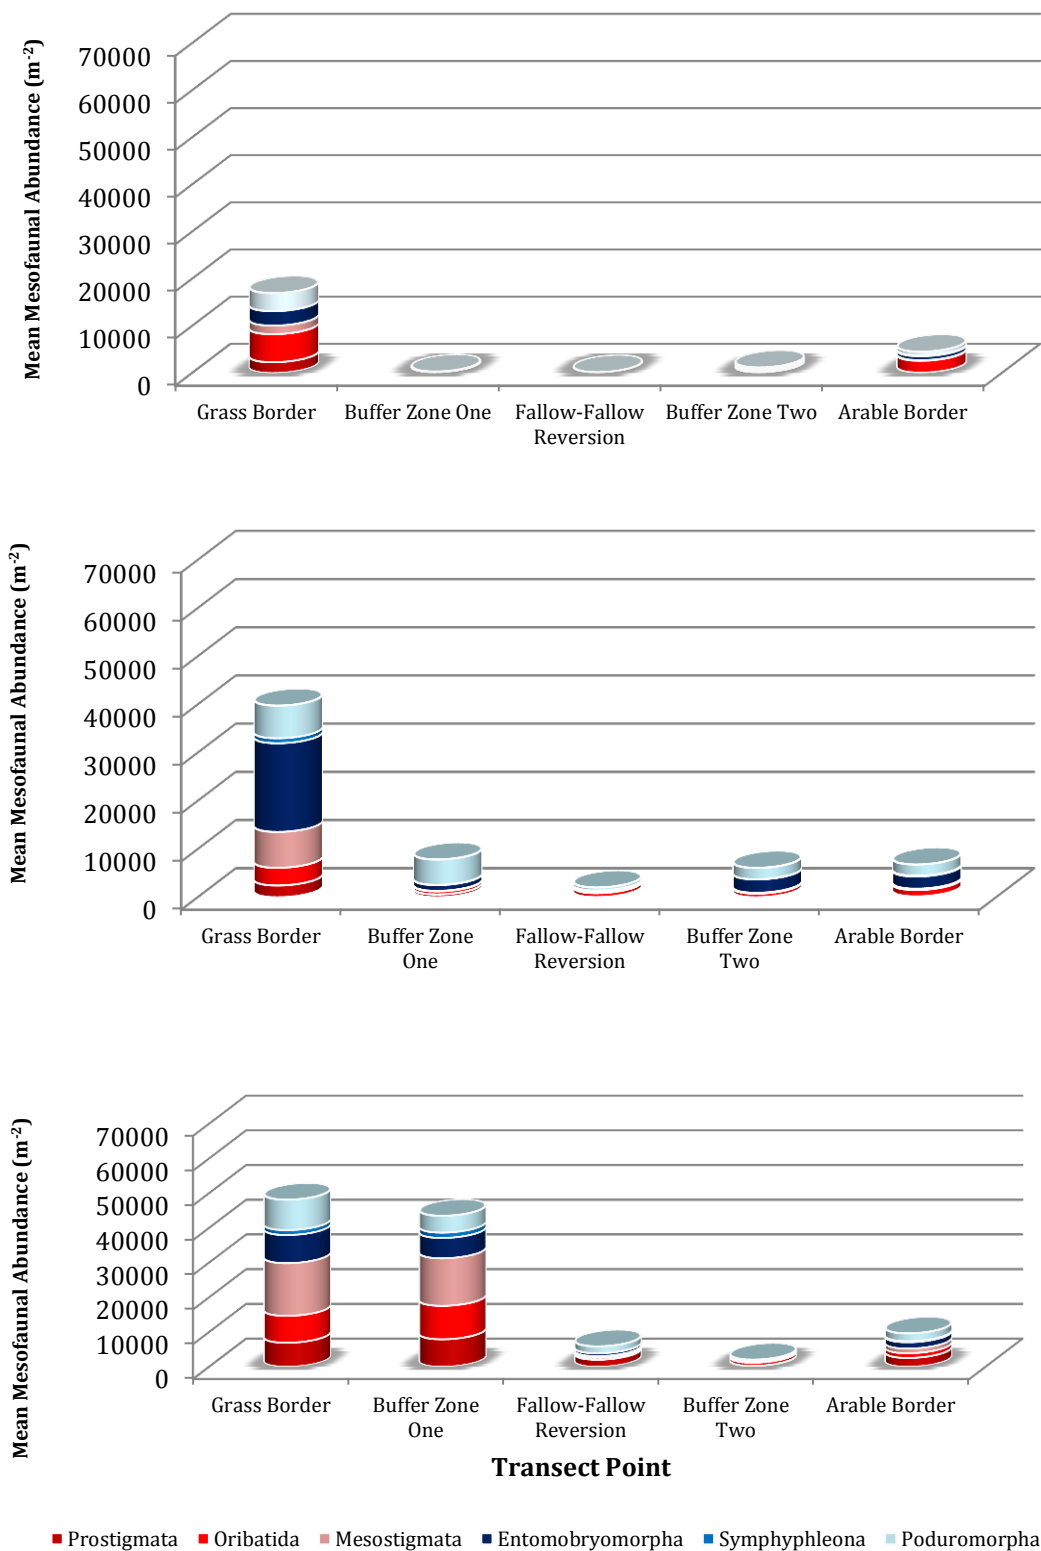 Mean Mesofaunal Abundance (m-2)
70000
60000
50000
40000
30000
20000
10000
0
Grass Border
Buffer Zone One
Fallow-Fallow
Reversion
Buffer Zone Two
Arable Border
Mean Mesofaunal Abundance (m-2)
70000
60000
50000
40000
30000
20000
10000
0
Grass Border
Buffer Zone
One
Fallow-Fallow
Reversion
Buffer Zone
Two
Arable Border
Mean Mesofaunal Abundance (m-2)
70000
60000
50000
40000
30000
20000
10000
0
Grass Border
Buffer Zone
One
Fallow-Fallow
Reversion
Buffer Zone
Two
Arable Border
Transect Point
Prostigmata Oribatida Mesostigmata Entomobryomorpha Symphyphleona Poduromorpha